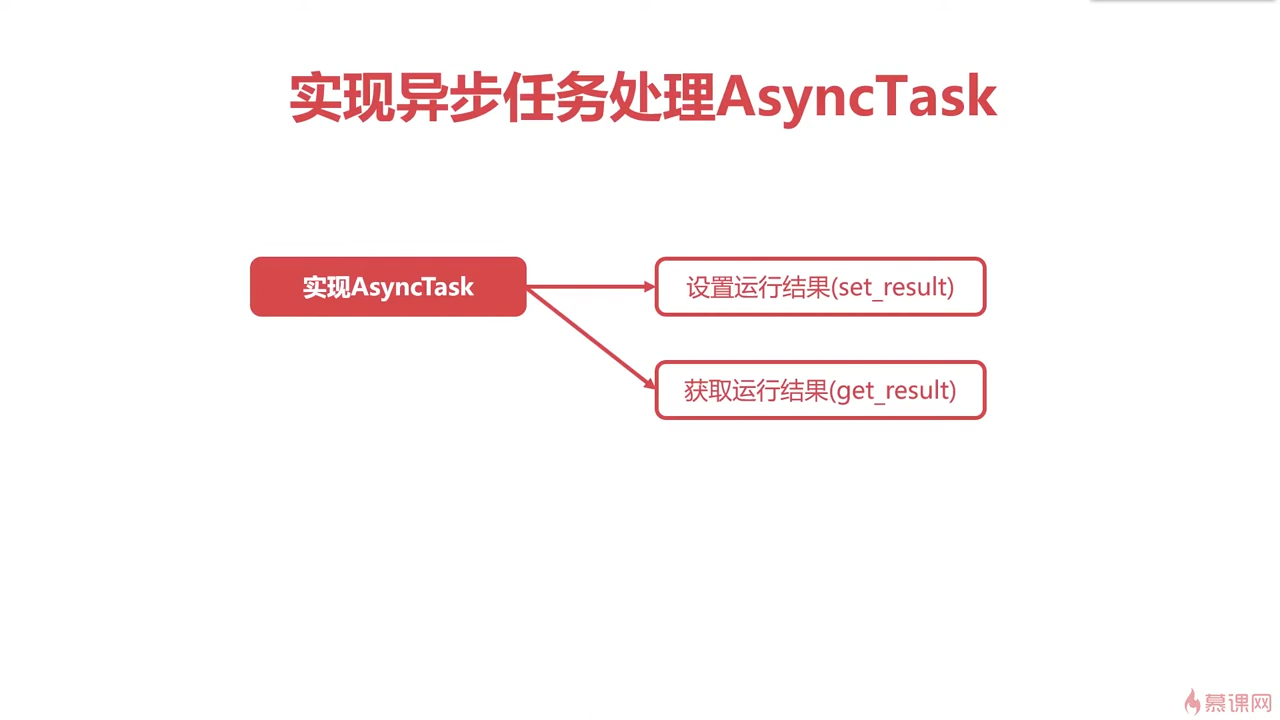 实现异步任务处理AsyncTask
实现AsyncTask
设置运行结果(set_result)
获取运行结果(get_result)
慕课网